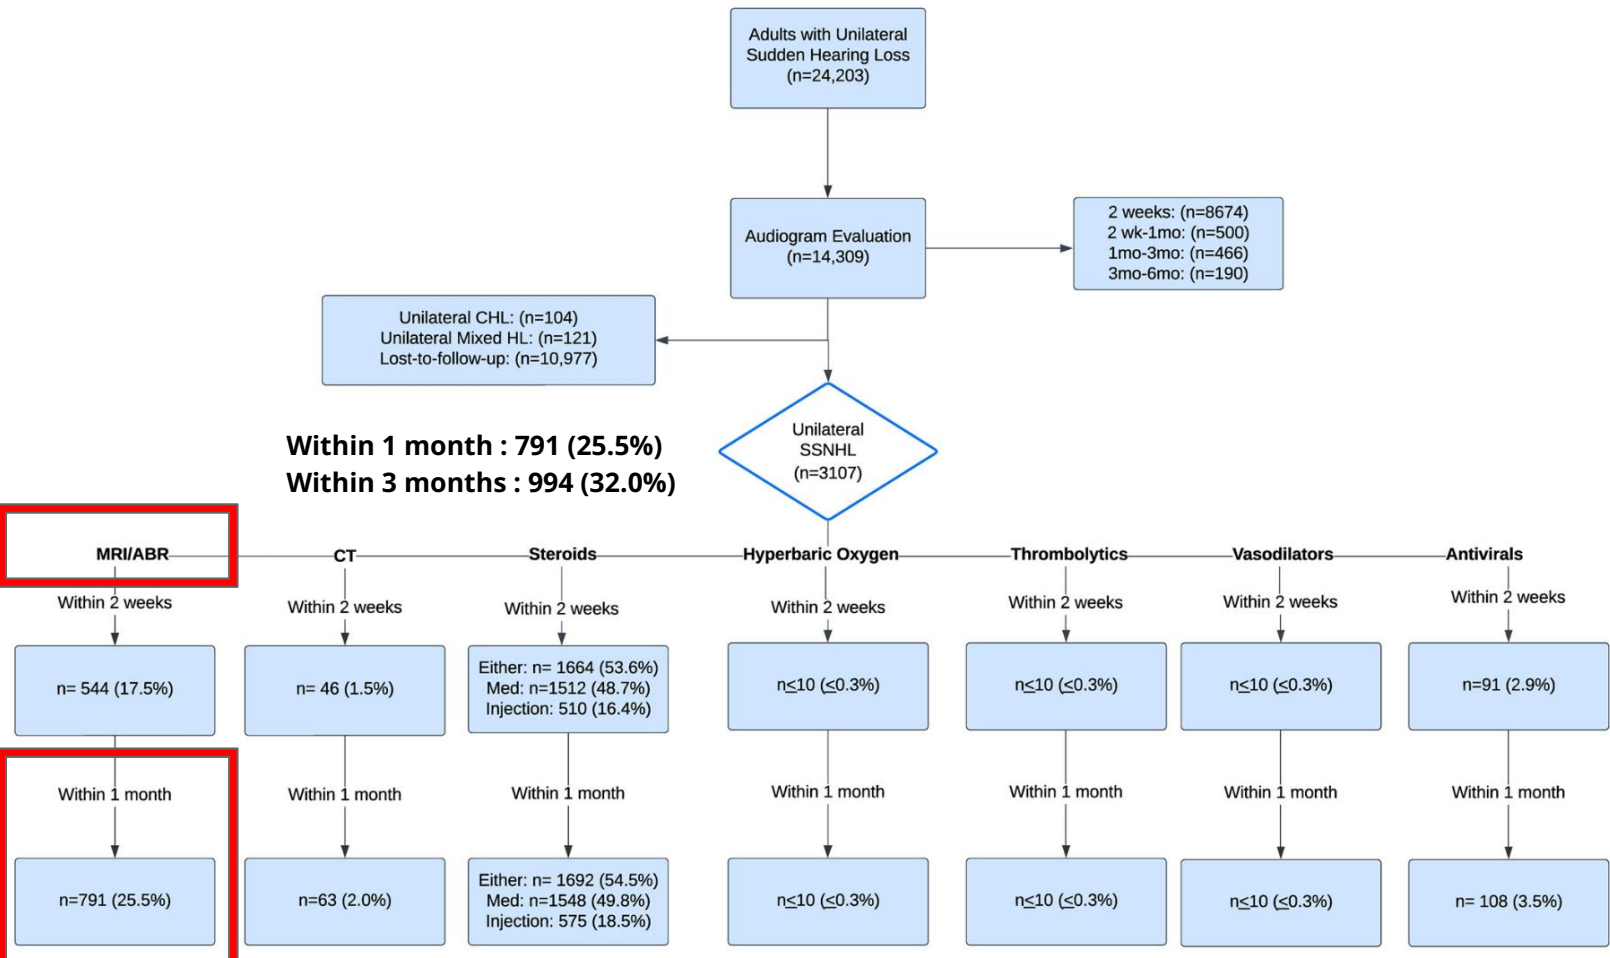 Adults with Unilateral
Sudden Hearing Loss
(n=24,203)
Audiogram Evaluation
(n=14,309)
2 weeks: (n=8674)
2 wk-1mo: (n=500)
1mo-3mo: (n=466)
3mo-6mo: (n=190)
Unilateral CHL: (n=104)
Unilateral Mixed HL: (n=121)
Lost-to-follow-up: (n=10,977)
Unilateral
SSNHL
(n=3107)
Within 1 month : 791 (25.5%)
Within 3 months : 994 (32.0%)
MRI/ABR
CT
Steroids
Hyperbaric Oxygen
Thrombolytics
Vasodilators
Antivirals
Within 2 weeks
Within 2 weeks
Within 2 weeks
Within 2 weeks
Within 2 weeks
Within 2 weeks
Within 2 weeks
n= 544 (17.5%)
n= 46 (1.5%)
Either: n= 1664 (53.6%)
Med: n=1512 (48.7%)
Injection: 510 (16.4%)
n≤10 (≤0.3%)
n≤10 (≤0.3%)
n≤10 (≤0.3%)
n=91 (2.9%)
Within 1 month
Within 1 month
Within 1 month
Within 1 month
Within 1 month
Within 1 month
Within 1 month
n=791 (25.5%)
n=63 (2.0%)
Either: n= 1692 (54.5%)
Med: n=1548 (49.8%)
Injection: 575 (18.5%)
n≤10 (≤0.3%)
n≤10 (≤0.3%)
n≤10 (≤0.3%)
n= 108 (3.5%)